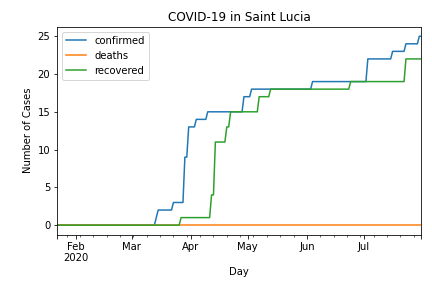 COVID-19 in Saint Lucia
confirmed
deaths
recovered
Number of Cases
25
20
15
10
5
0
Feb Mar Apr May Jun Jul
2020
Day